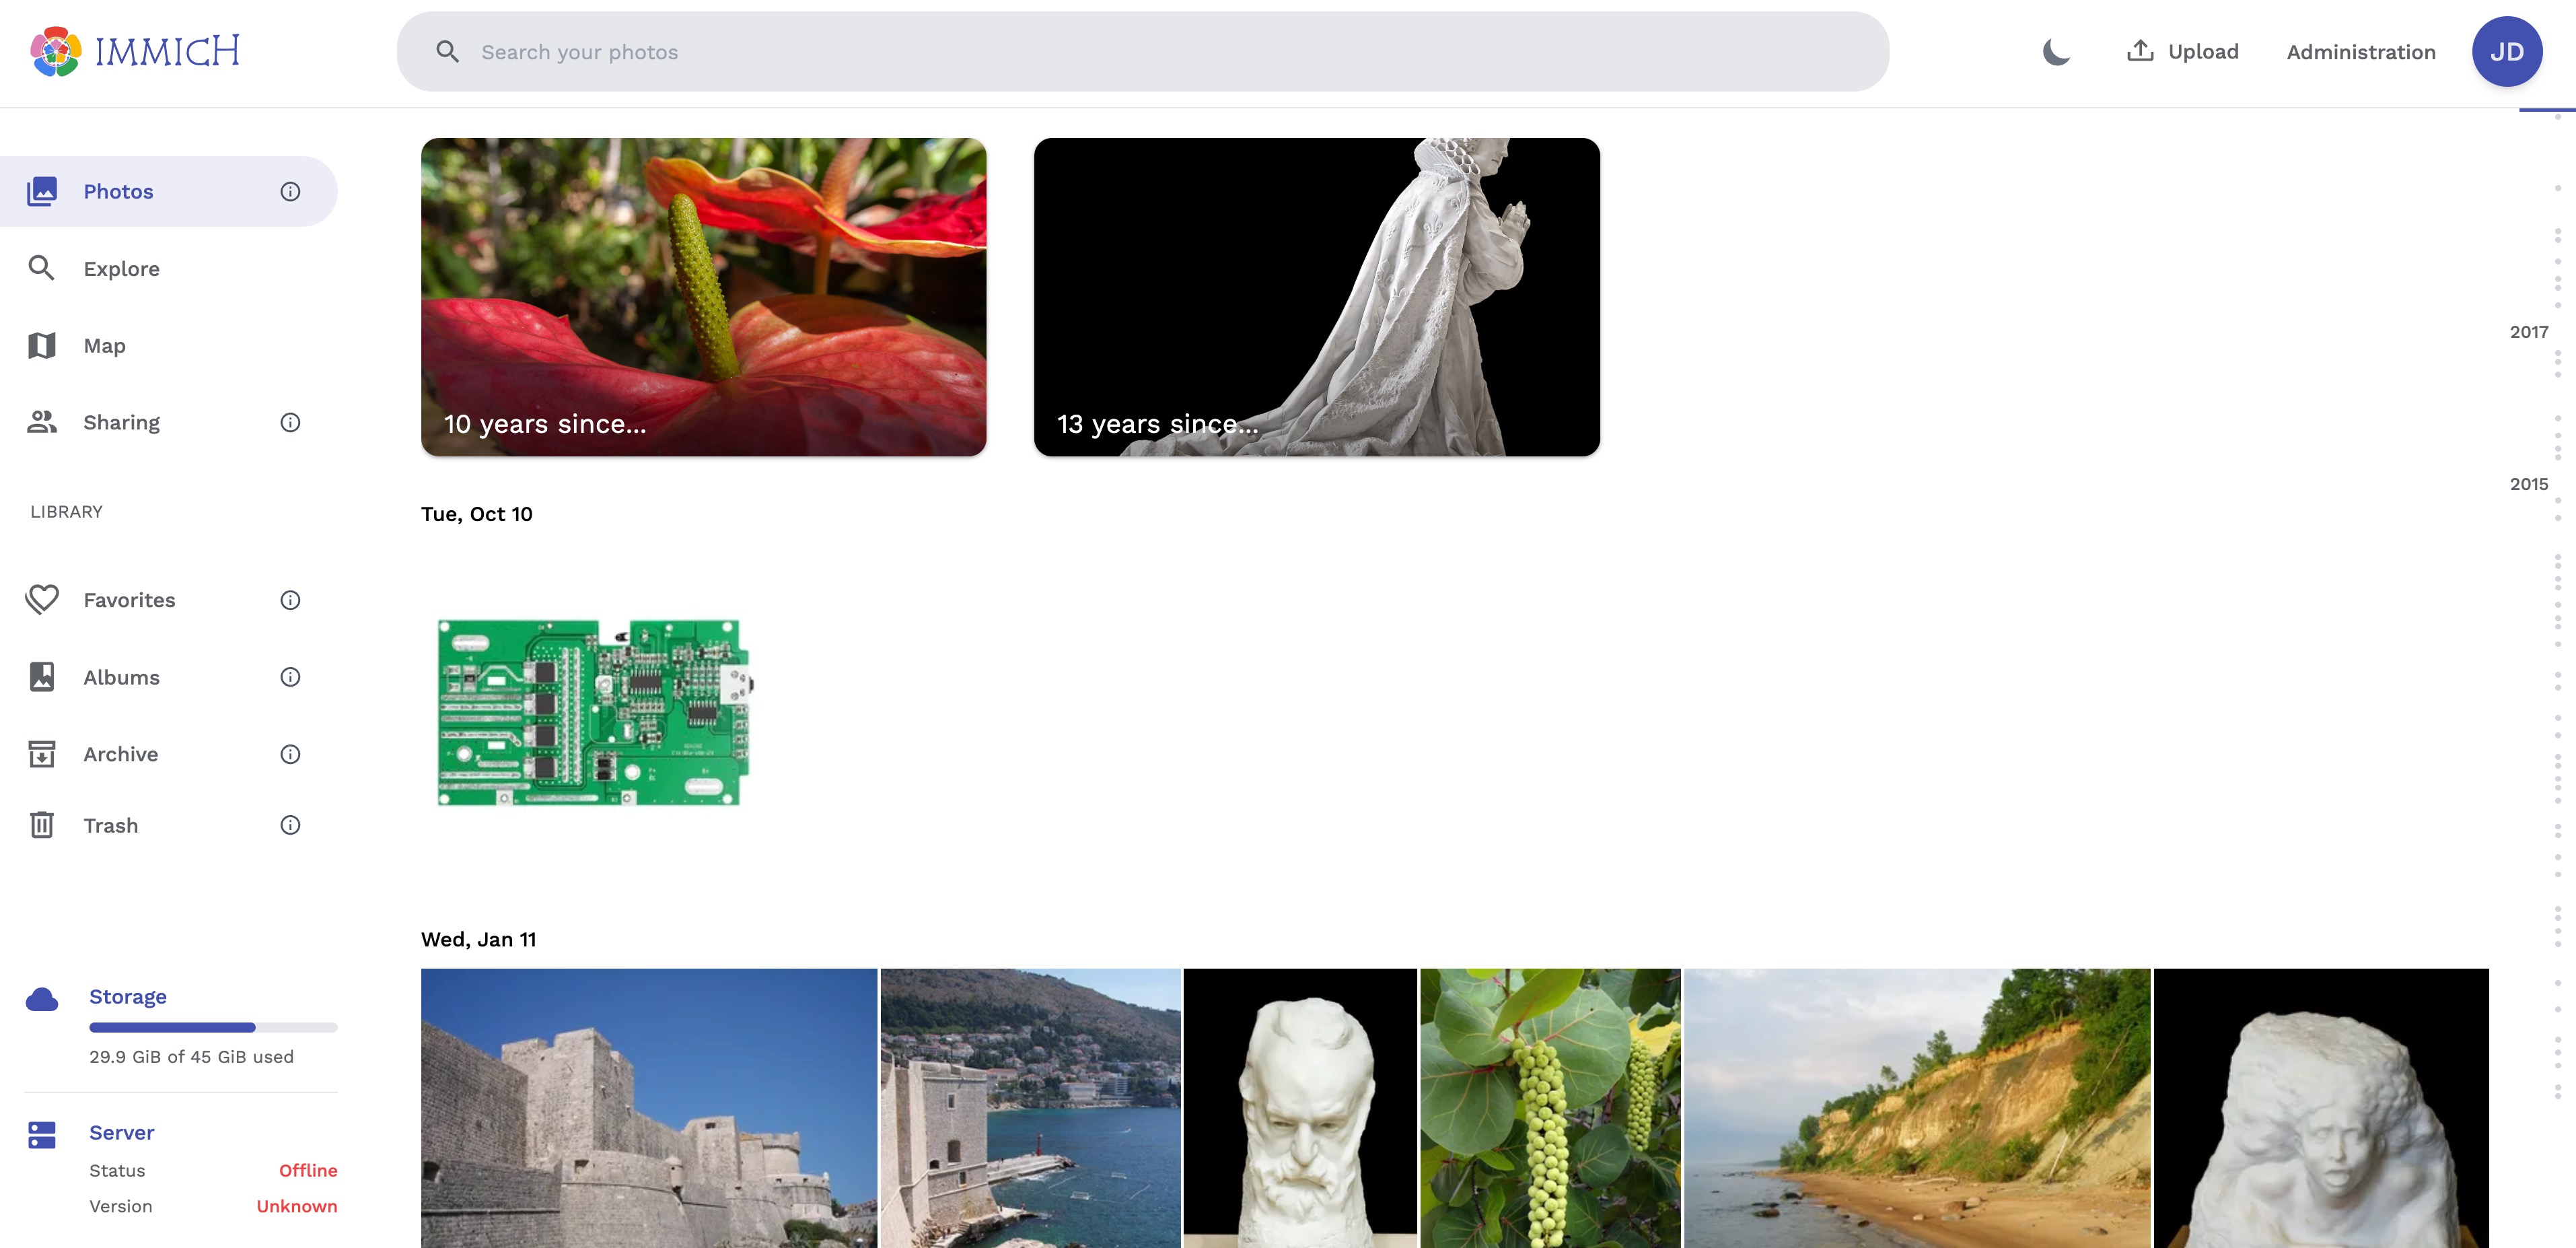 IMMICH
Search your photos
Upload
Administration
JD
Photos
Explore
Map
Sharing
LIBRARY
Favorites
Albums
Archive
Trash
Storage
29.9 GiB of 45 GiB used
Server
Status Offline
Version Unknown
10 years since...
13 years since...
Tue, Oct 10
Wed, Jan 11
2017
2015